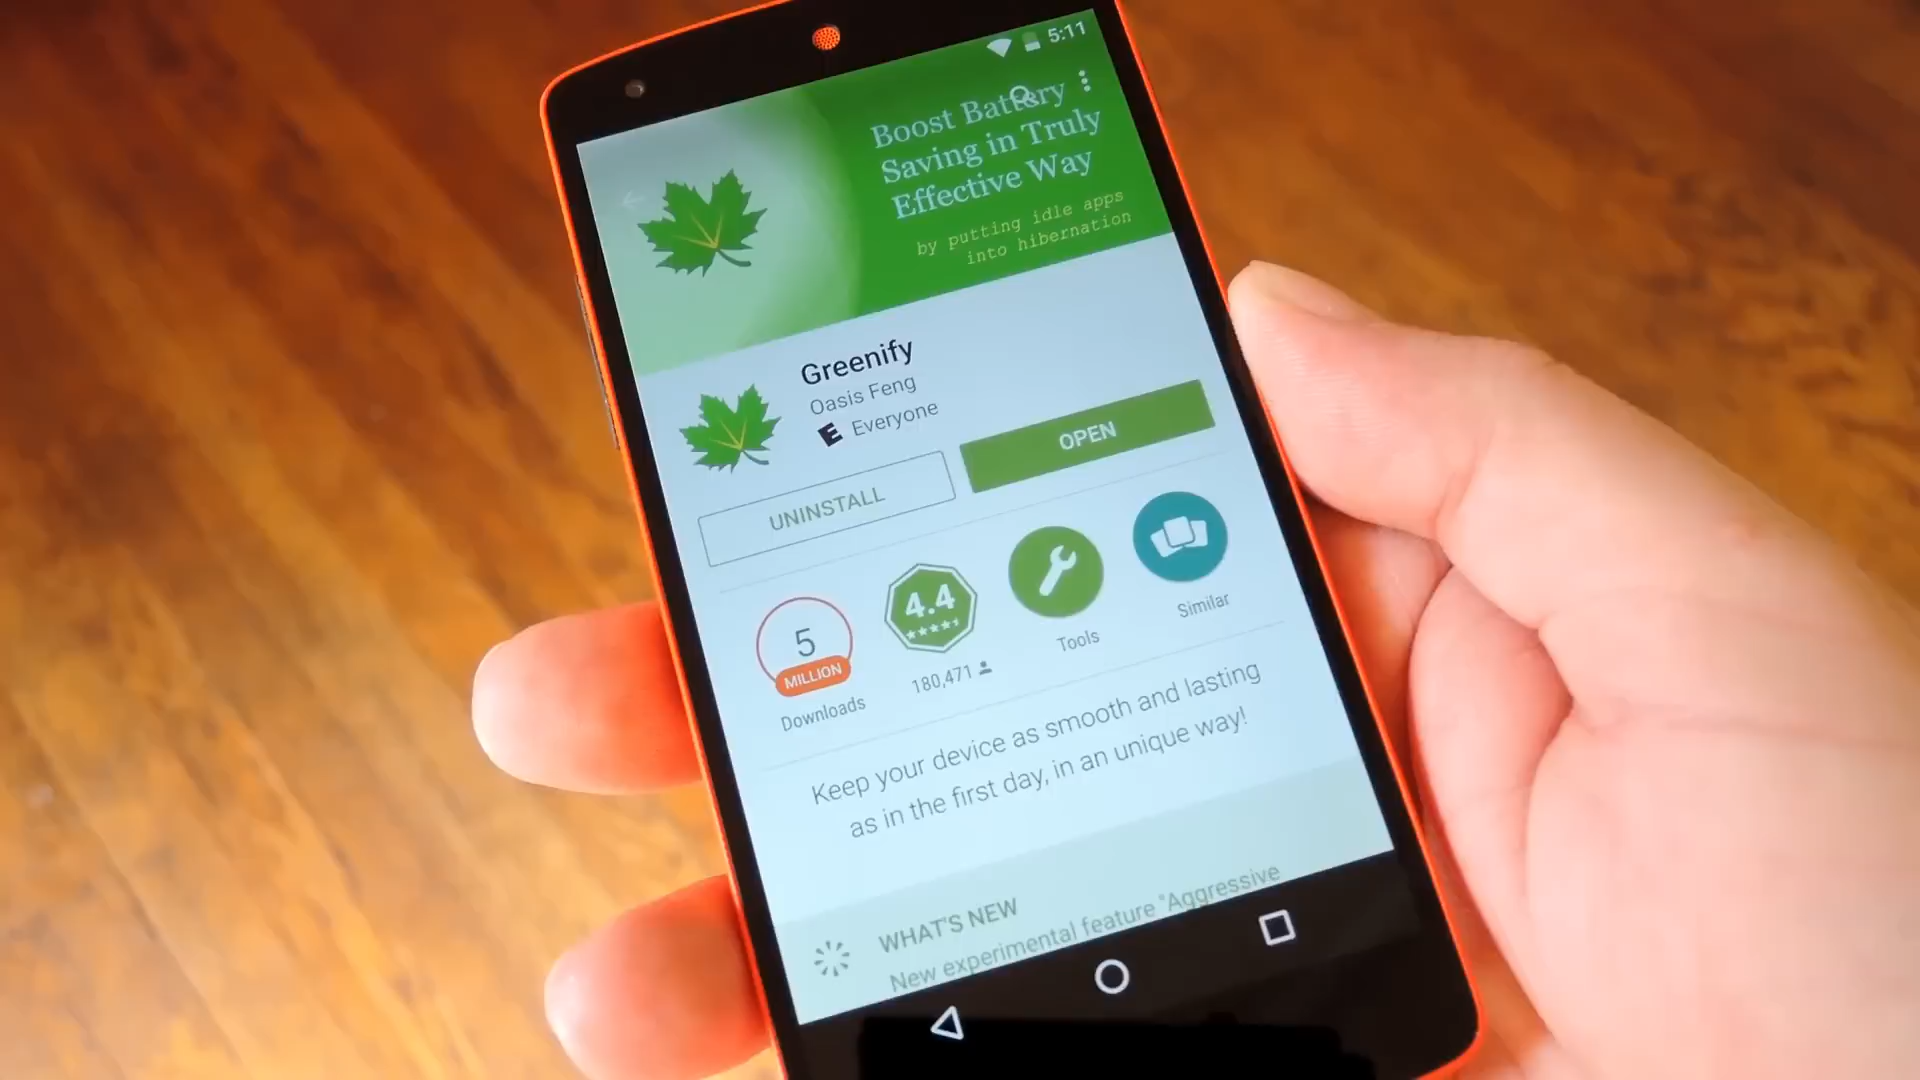 5:11
Boost Battery
Saving in Truly
Effective Way
by putting idle apps
into hibernation
Greenify
Oasis Feng
E Everyone
UNINSTALL
OPEN
5
MILLION
Downloads
4.4
180,471
Tools
Similar
Keep your device as smooth and lasting
as in the first day, in an unique way!
WHAT'S NEW
New experimental feature "Aggressive